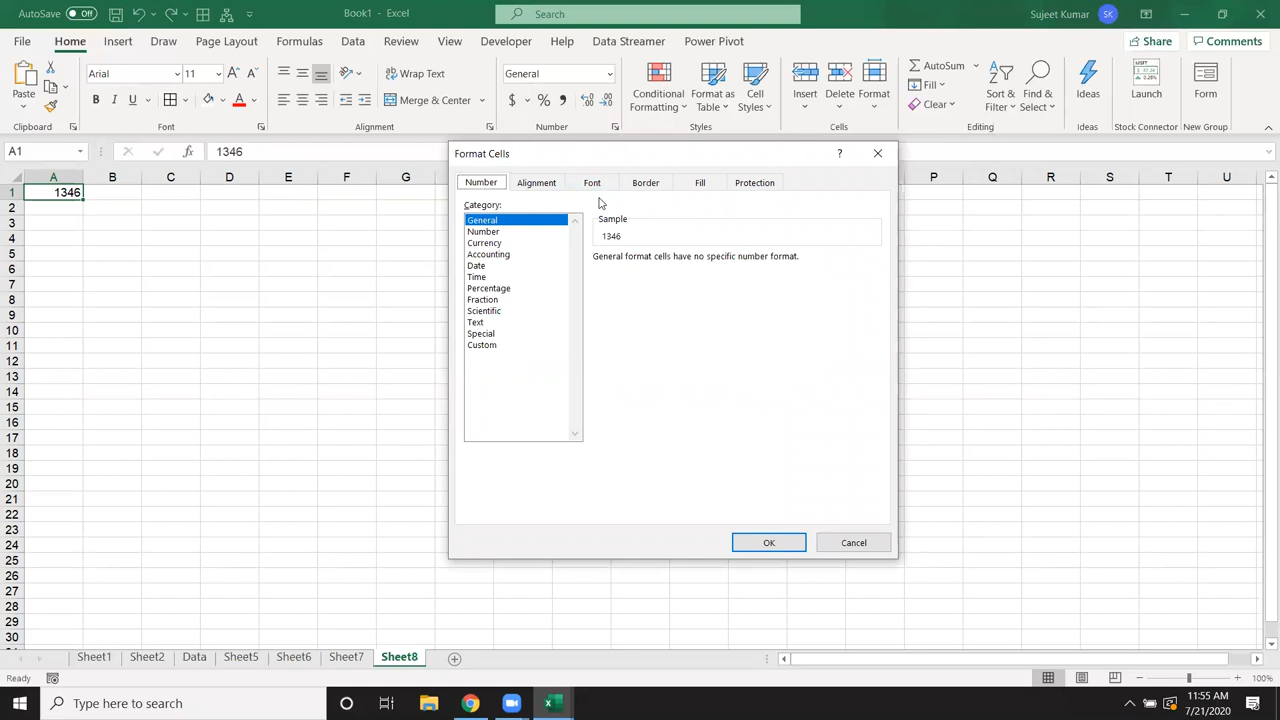 AutoSave Off Book1 - Excel Search Sujeet Kumar SK
File Home Insert Draw Page Layout Formulas Data Review View Developer Help Data Streamer Power Pivot Share Comments
Paste Arial 11 A A Wrap Text General Conditional Formatting Format as Table Cell Styles Insert Delete Format AutoSum Fill Clear Sort & Filter Find & Select Ideas Launch Form
B I U A Merge & Center $ % ,
Clipboard Font Alignment Number Styles Cells Editing Ideas Stock Connector New Group
A1 fx 1346
A B C D E F G P Q R S T U
1 1346
2
3
4
5
6
7
8
9
10
11
12
13
14
15
16
17
18
19
20
21
22
23
24
25
26
27
28
29
30
Format Cells ?
Number Alignment Font Border Fill Protection
Category:
General
Number
Currency
Accounting
Date
Time
Percentage
Fraction
Scientific
Text
Special
Custom
Sample
1346
General format cells have no specific number format.
OK Cancel
Sheet1 Sheet2 Data Sheet5 Sheet6 Sheet7 Sheet8
Ready 100%
Type here to search
11:55 AM
7/21/2020